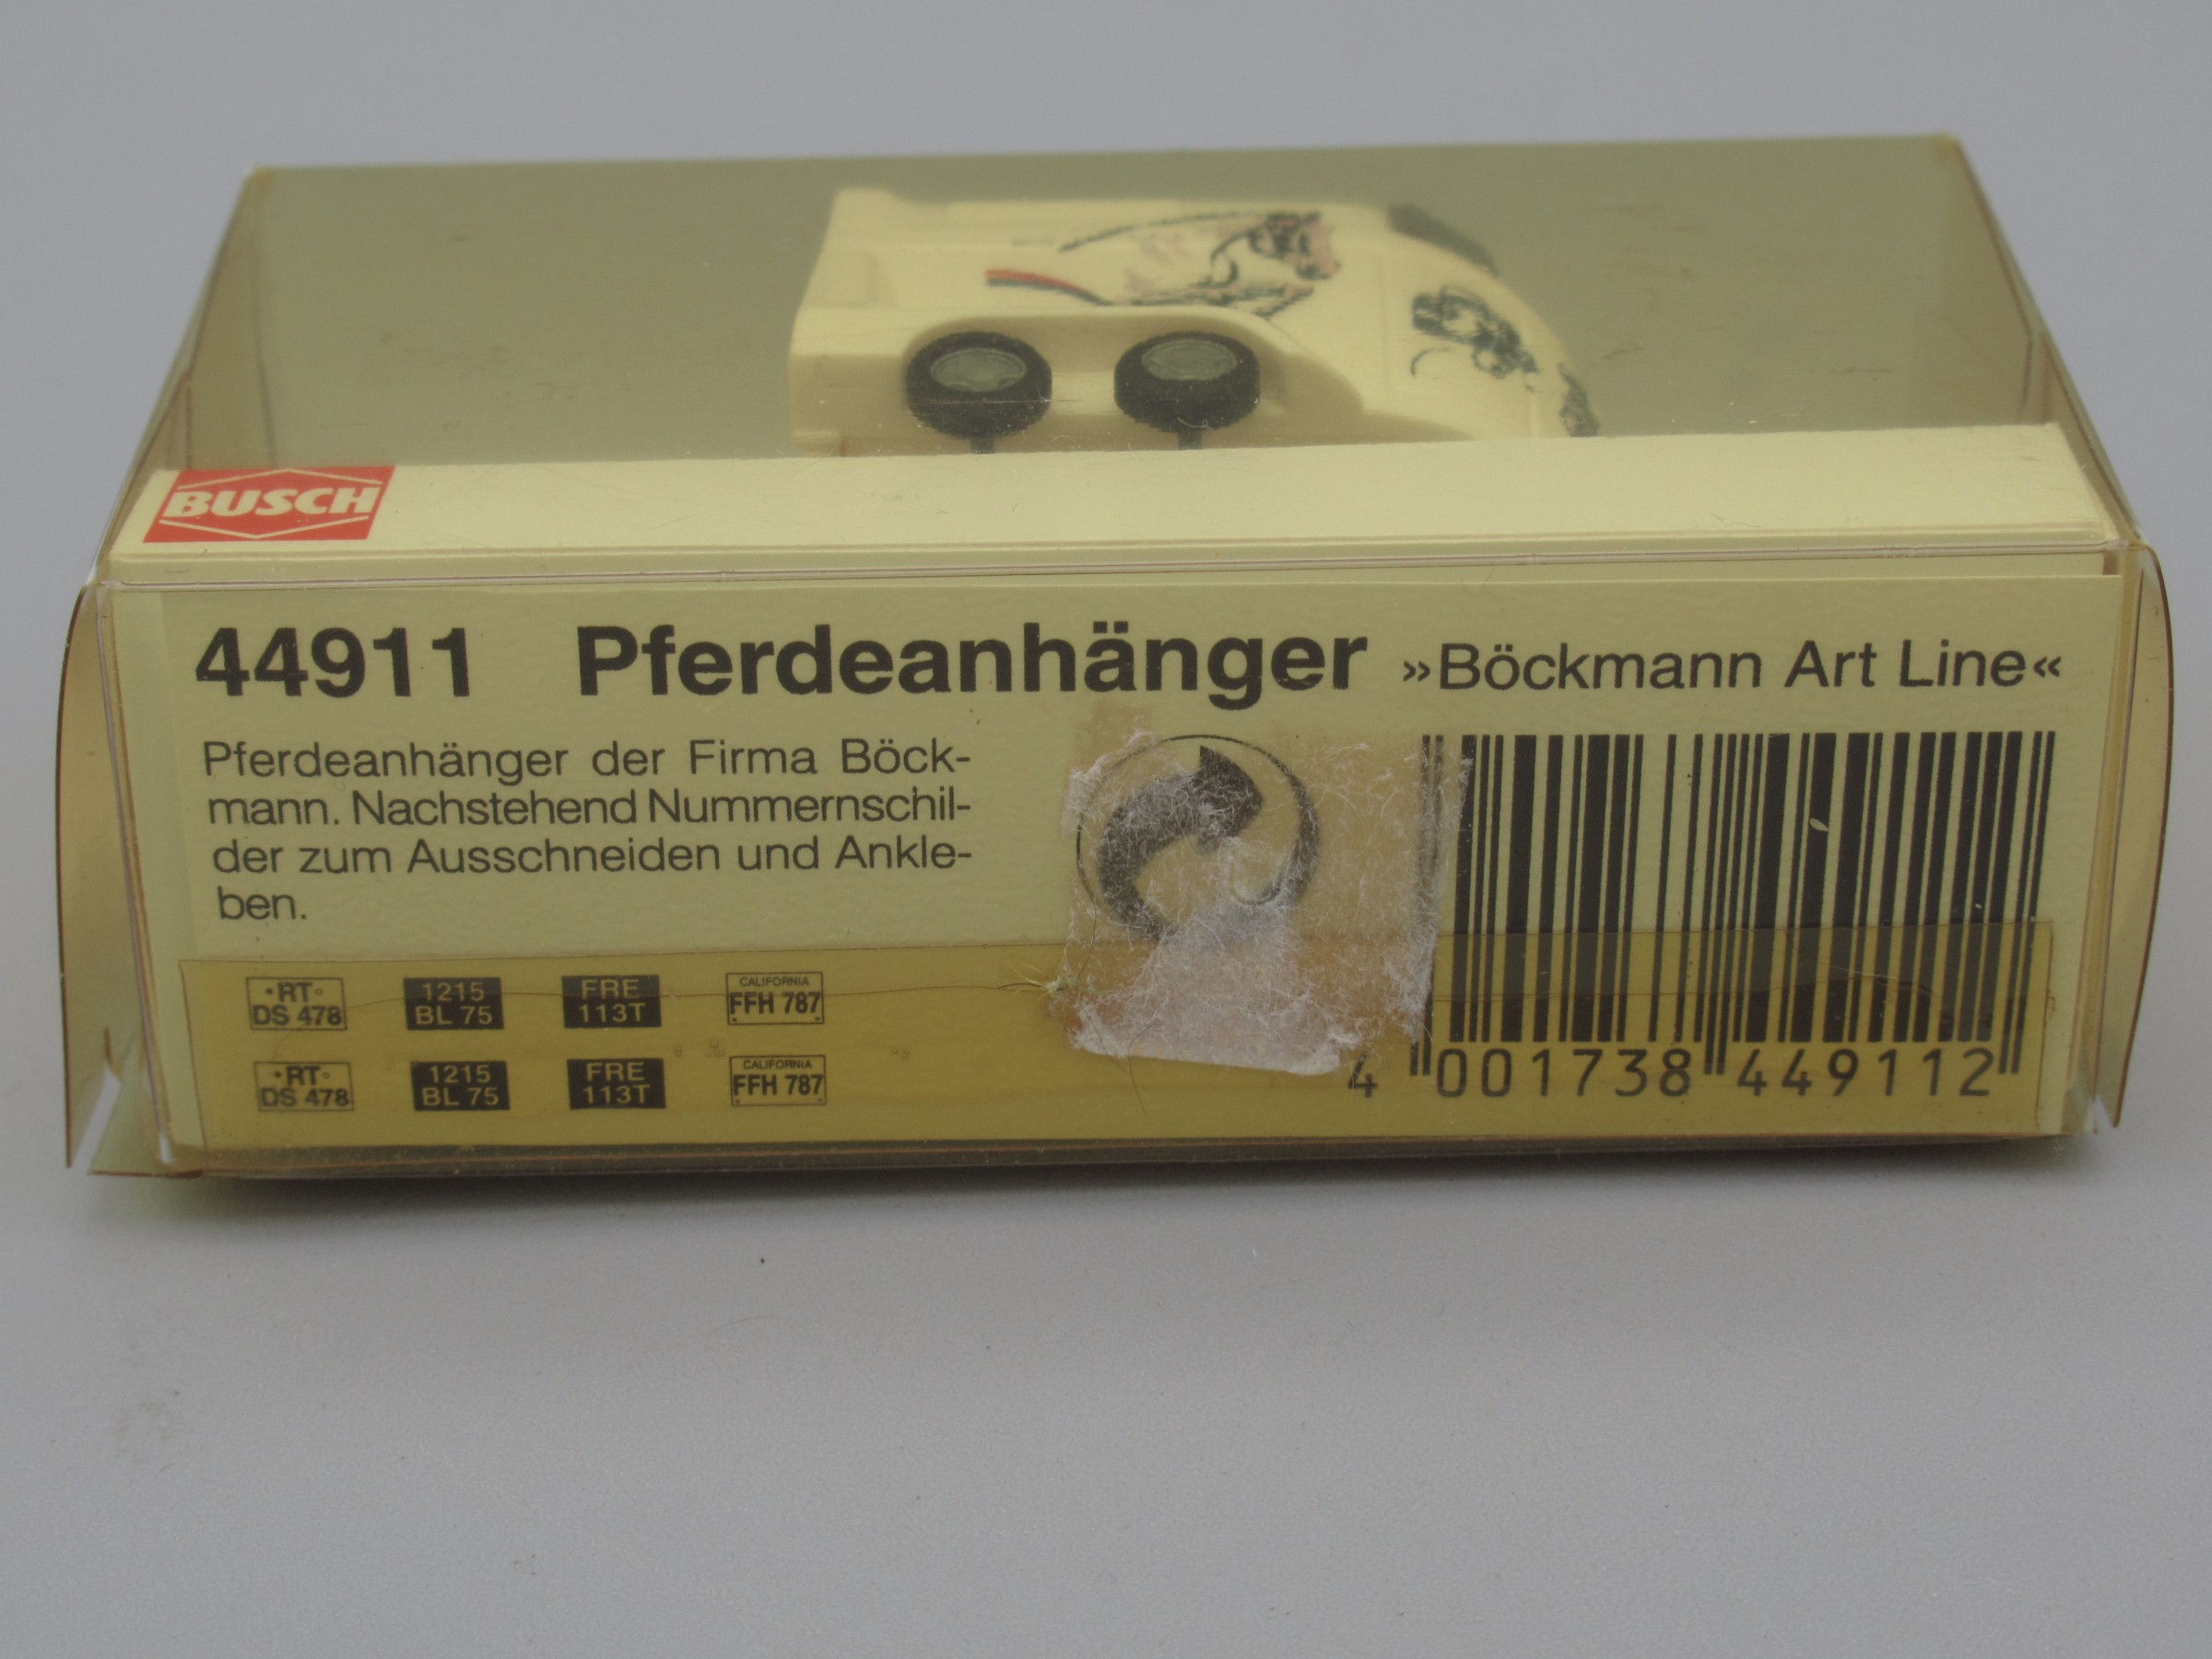 BUSCH
44911 Pferdeanhänger »Böckmann Art Line«
Pferdeanhänger der Firma Böck-
mann. Nachstehend Nummernschil-
der zum Ausschneiden und Ankle-
ben.
RT DS 478 1215 BL 75 FRE 113T CALIFORNIA FFH 787
RT DS 478 1215 BL 75 FRE 113T CALIFORNIA FFH 787
4 001738 449112